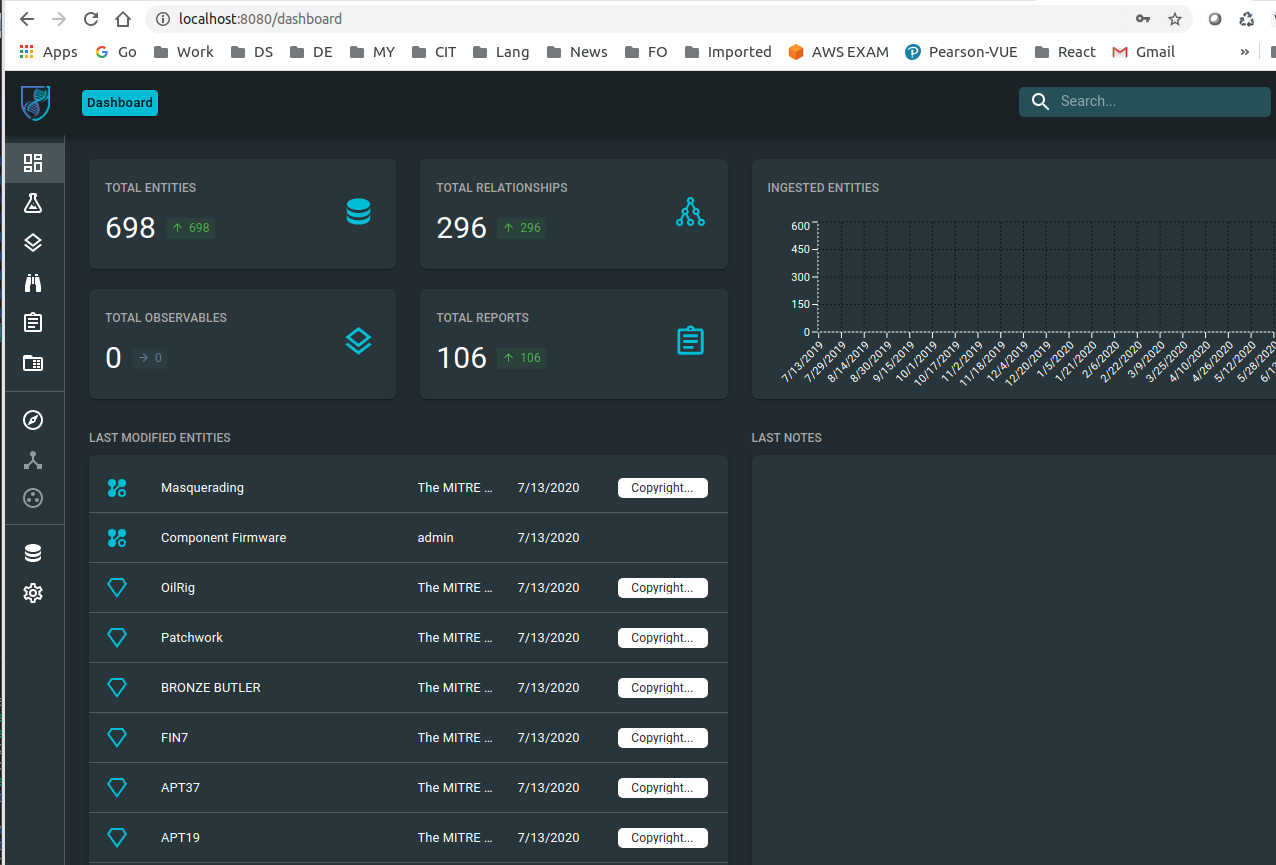 localhost:8080/dashboard
Apps Go Work DS DE MY CIT Lang News FO Imported AWS EXAM Pearson-VUE React Gmail »
Dashboard
Search...
TOTAL ENTITIES
698 698
TOTAL RELATIONSHIPS
296 296
INGESTED ENTITIES
600
450
300
150
0
7/13/2019 7/29/2019 8/14/2019 8/30/2019 9/15/2019 10/1/2019 10/17/2019 11/2/2019 11/18/2019 12/4/2019 12/20/2019 1/5/2020 1/21/2020 2/6/2020 2/22/2020 3/9/2020 3/25/2020 4/10/2020 4/26/2020 5/12/2020 5/28/2020
TOTAL OBSERVABLES
0 0
TOTAL REPORTS
106 106
LAST MODIFIED ENTITIES
Masquerading The MITRE ... 7/13/2020 Copyright...
Component Firmware admin 7/13/2020
OilRig The MITRE ... 7/13/2020 Copyright...
Patchwork The MITRE ... 7/13/2020 Copyright...
BRONZE BUTLER The MITRE ... 7/13/2020 Copyright...
FIN7 The MITRE ... 7/13/2020 Copyright...
APT37 The MITRE ... 7/13/2020 Copyright...
APT19 The MITRE ... 7/13/2020 Copyright...
LAST NOTES